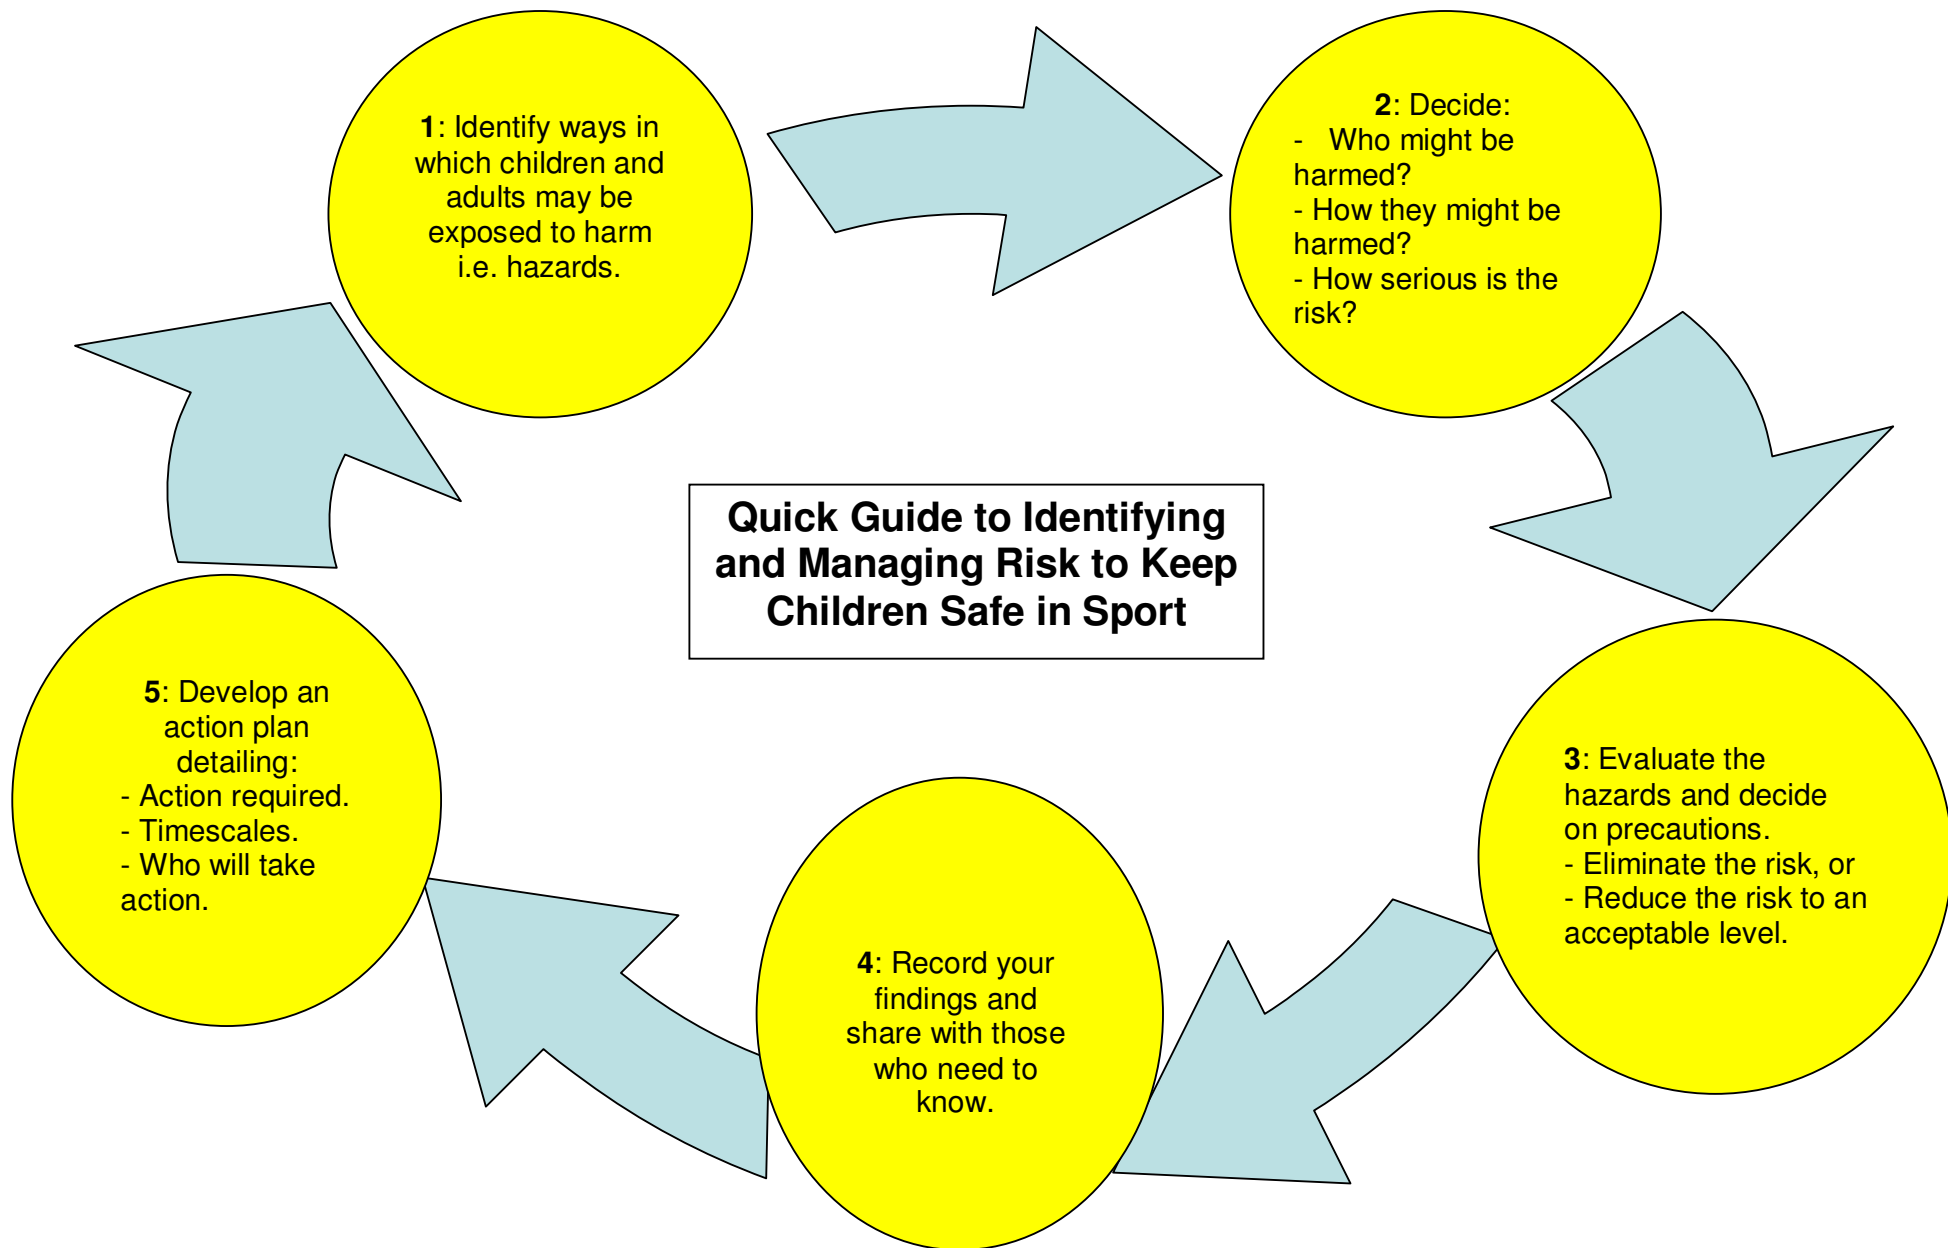 1: Identify ways in
which children and
adults may be
exposed to harm
i.e. hazards.
2: Decide:
- Who might be
harmed?
- How they might be
harmed?
- How serious is the
risk?
Quick Guide to Identifying
and Managing Risk to Keep
Children Safe in Sport
3: Evaluate the
hazards and decide
on precautions.
- Eliminate the risk, or
- Reduce the risk to an
acceptable level.
4: Record your
findings and
share with those
who need to
know.
5: Develop an
action plan
detailing:
- Action required.
- Timescales.
- Who will take
action.